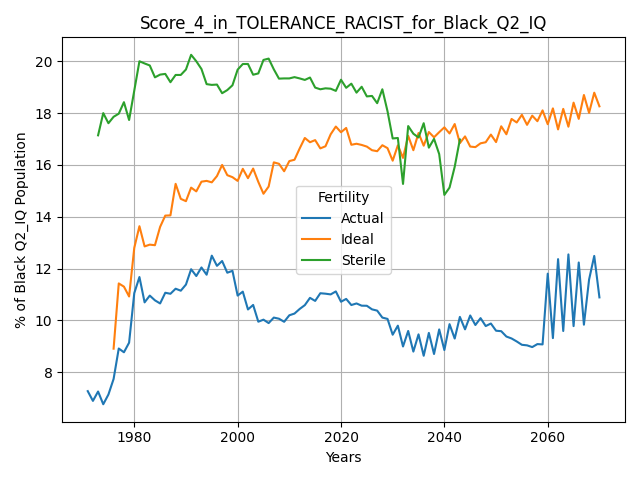 Score_4_in_TOLERANCE_RACIST_for_Black_Q2_IQ
% of Black Q2_IQ Population
20
18
16
14
12
10
8
Fertility
Actual
Ideal
Sterile
1980
2000
2020
2040
2060
Years